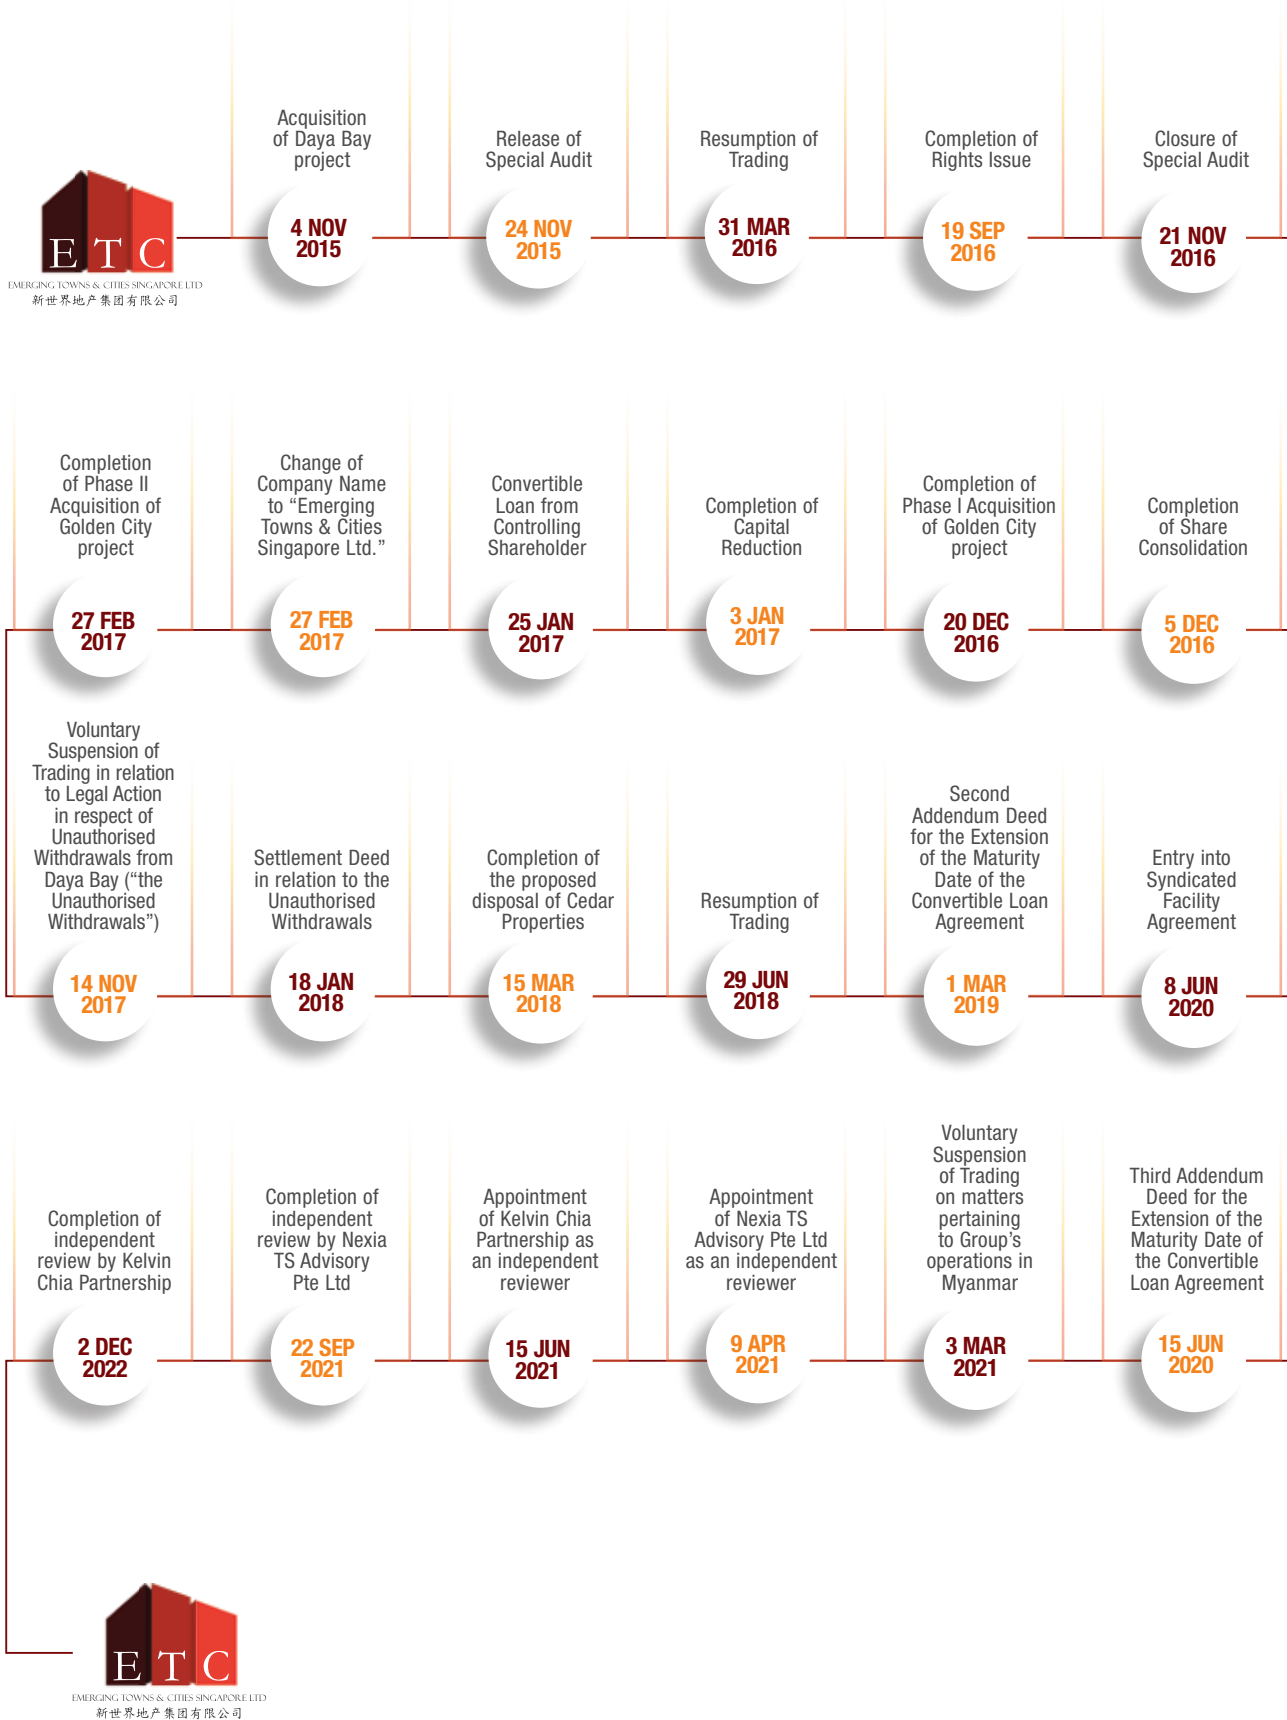 Acquisition
of Daya Bay
project
4 NOV
2015
Release of
Special Audit
24 NOV
2015
Resumption of
Trading
31 MAR
2016
Completion of
Rights Issue
19 SEP
2016
Closure of
Special Audit
21 NOV
2016
E T C
EMERGING TOWNS & CITIES SINGAPORE LTD
新世界地产集团有限公司
Completion
of Phase II
Acquisition of
Golden City
project
27 FEB
2017
Change of
Company Name
to “Emerging
Towns & Cities
Singapore Ltd.”
27 FEB
2017
Convertible
Loan from
Controlling
Shareholder
25 JAN
2017
Completion of
Capital
Reduction
3 JAN
2017
Completion of
Phase I Acquisition
of Golden City
project
20 DEC
2016
Completion
of Share
Consolidation
5 DEC
2016
Voluntary
Suspension of
Trading in relation
to Legal Action
in respect of
Unauthorised
Withdrawals from
Daya Bay (“the
Unauthorised
Withdrawals”)
14 NOV
2017
Settlement Deed
in relation to the
Unauthorised
Withdrawals
18 JAN
2018
Completion of
the proposed
disposal of Cedar
Properties
15 MAR
2018
Resumption of
Trading
29 JUN
2018
Second
Addendum Deed
for the Extension
of the Maturity
Date of the
Convertible Loan
Agreement
1 MAR
2019
Entry into
Syndicated
Facility
Agreement
8 JUN
2020
Completion of
independent
review by Kelvin
Chia Partnership
2 DEC
2022
Completion of
independent
review by Nexia
TS Advisory
Pte Ltd
22 SEP
2021
Appointment
of Kelvin Chia
Partnership as
an independent
reviewer
15 JUN
2021
Appointment
of Nexia TS
Advisory Pte Ltd
as an independent
reviewer
9 APR
2021
Voluntary
Suspension
of Trading
on matters
pertaining
to Group’s
operations in
Myanmar
3 MAR
2021
Third Addendum
Deed for the
Extension of the
Maturity Date of
the Convertible
Loan Agreement
15 JUN
2020
E T C
EMERGING TOWNS & CITIES SINGAPORE LTD
新世界地产集团有限公司